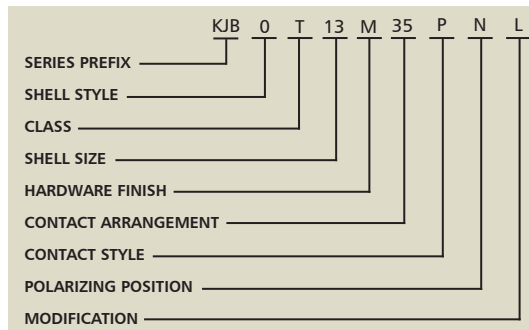 KJB 0 T 13 M 35 P N L
SERIES PREFIX
SHELL STYLE
CLASS
SHELL SIZE
HARDWARE FINISH
CONTACT ARRANGEMENT
CONTACT STYLE
POLARIZING POSITION
MODIFICATION